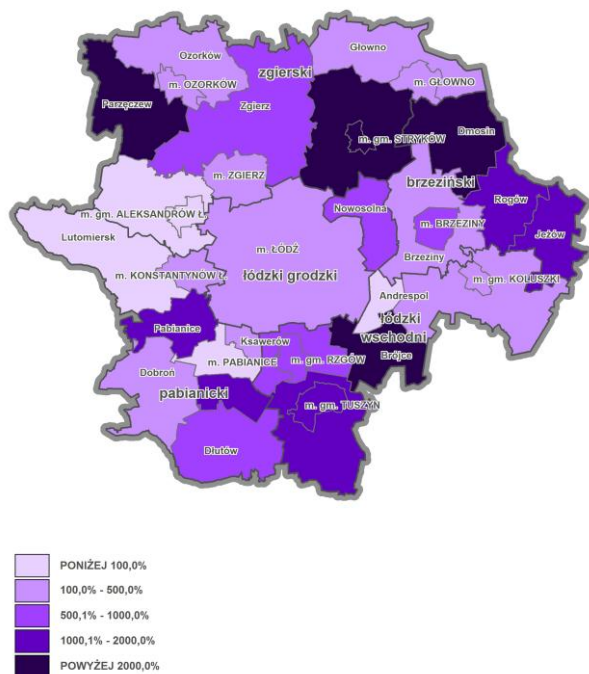 Ozorków
Głowno
zgierski
m. GŁOWNO
m. OZORKÓW
Parzęczew
Zgierz
Dmosin
m. gm. STRYKÓW
m. ZGIERZ
brzeziński
Rogów
m. gm. ALEKSANDRÓW Ł.
Nowosolna
m. BRZEZINY
Jeżów
Lutomiersk
m. ŁÓDŹ
Brzeziny
m. KONSTANTYNÓW Ł.
łódzki grodzki
m. gm. KOLUSZKI
Andrespol
łódzki
wschodni
Pabianice
Ksawerów
m. PABIANICE
m. gm. RZGÓW
Brójce
Dobroń
pabianicki
m. gm. TUSZYN
Dłutów
PONIŻEJ 100,0%
100,0% - 500,0%
500,1% - 1000,0%
1000,1% - 2000,0%
POWYŻEJ 2000,0%